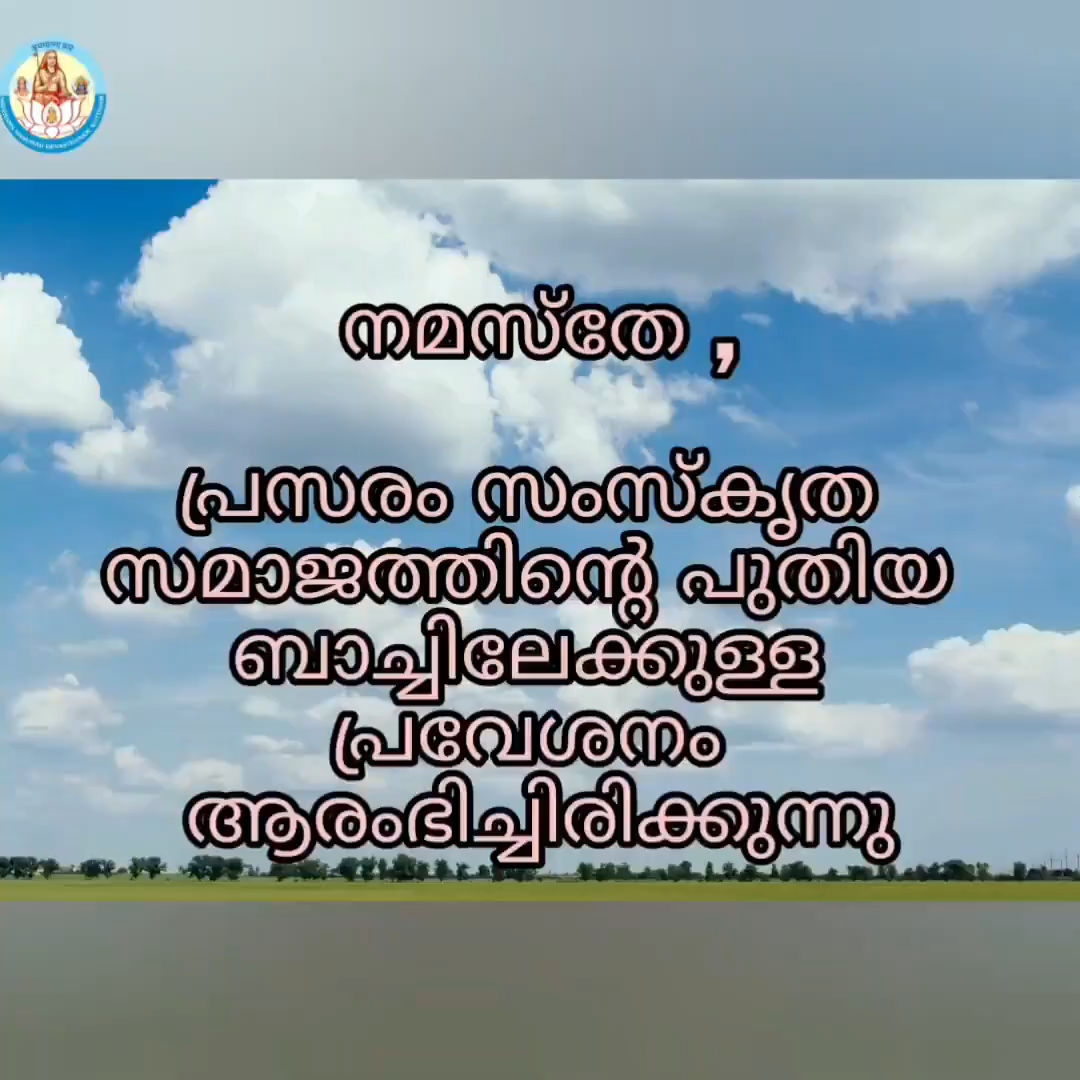 നമസ്തേ ,
പ്രസരം സംസ്കൃത
സമാജത്തിന്റെ പുതിയ
ബാച്ചിലേക്കുള്ള
പ്രവേശനം
ആരംഭിച്ചിരിക്കുന്നു